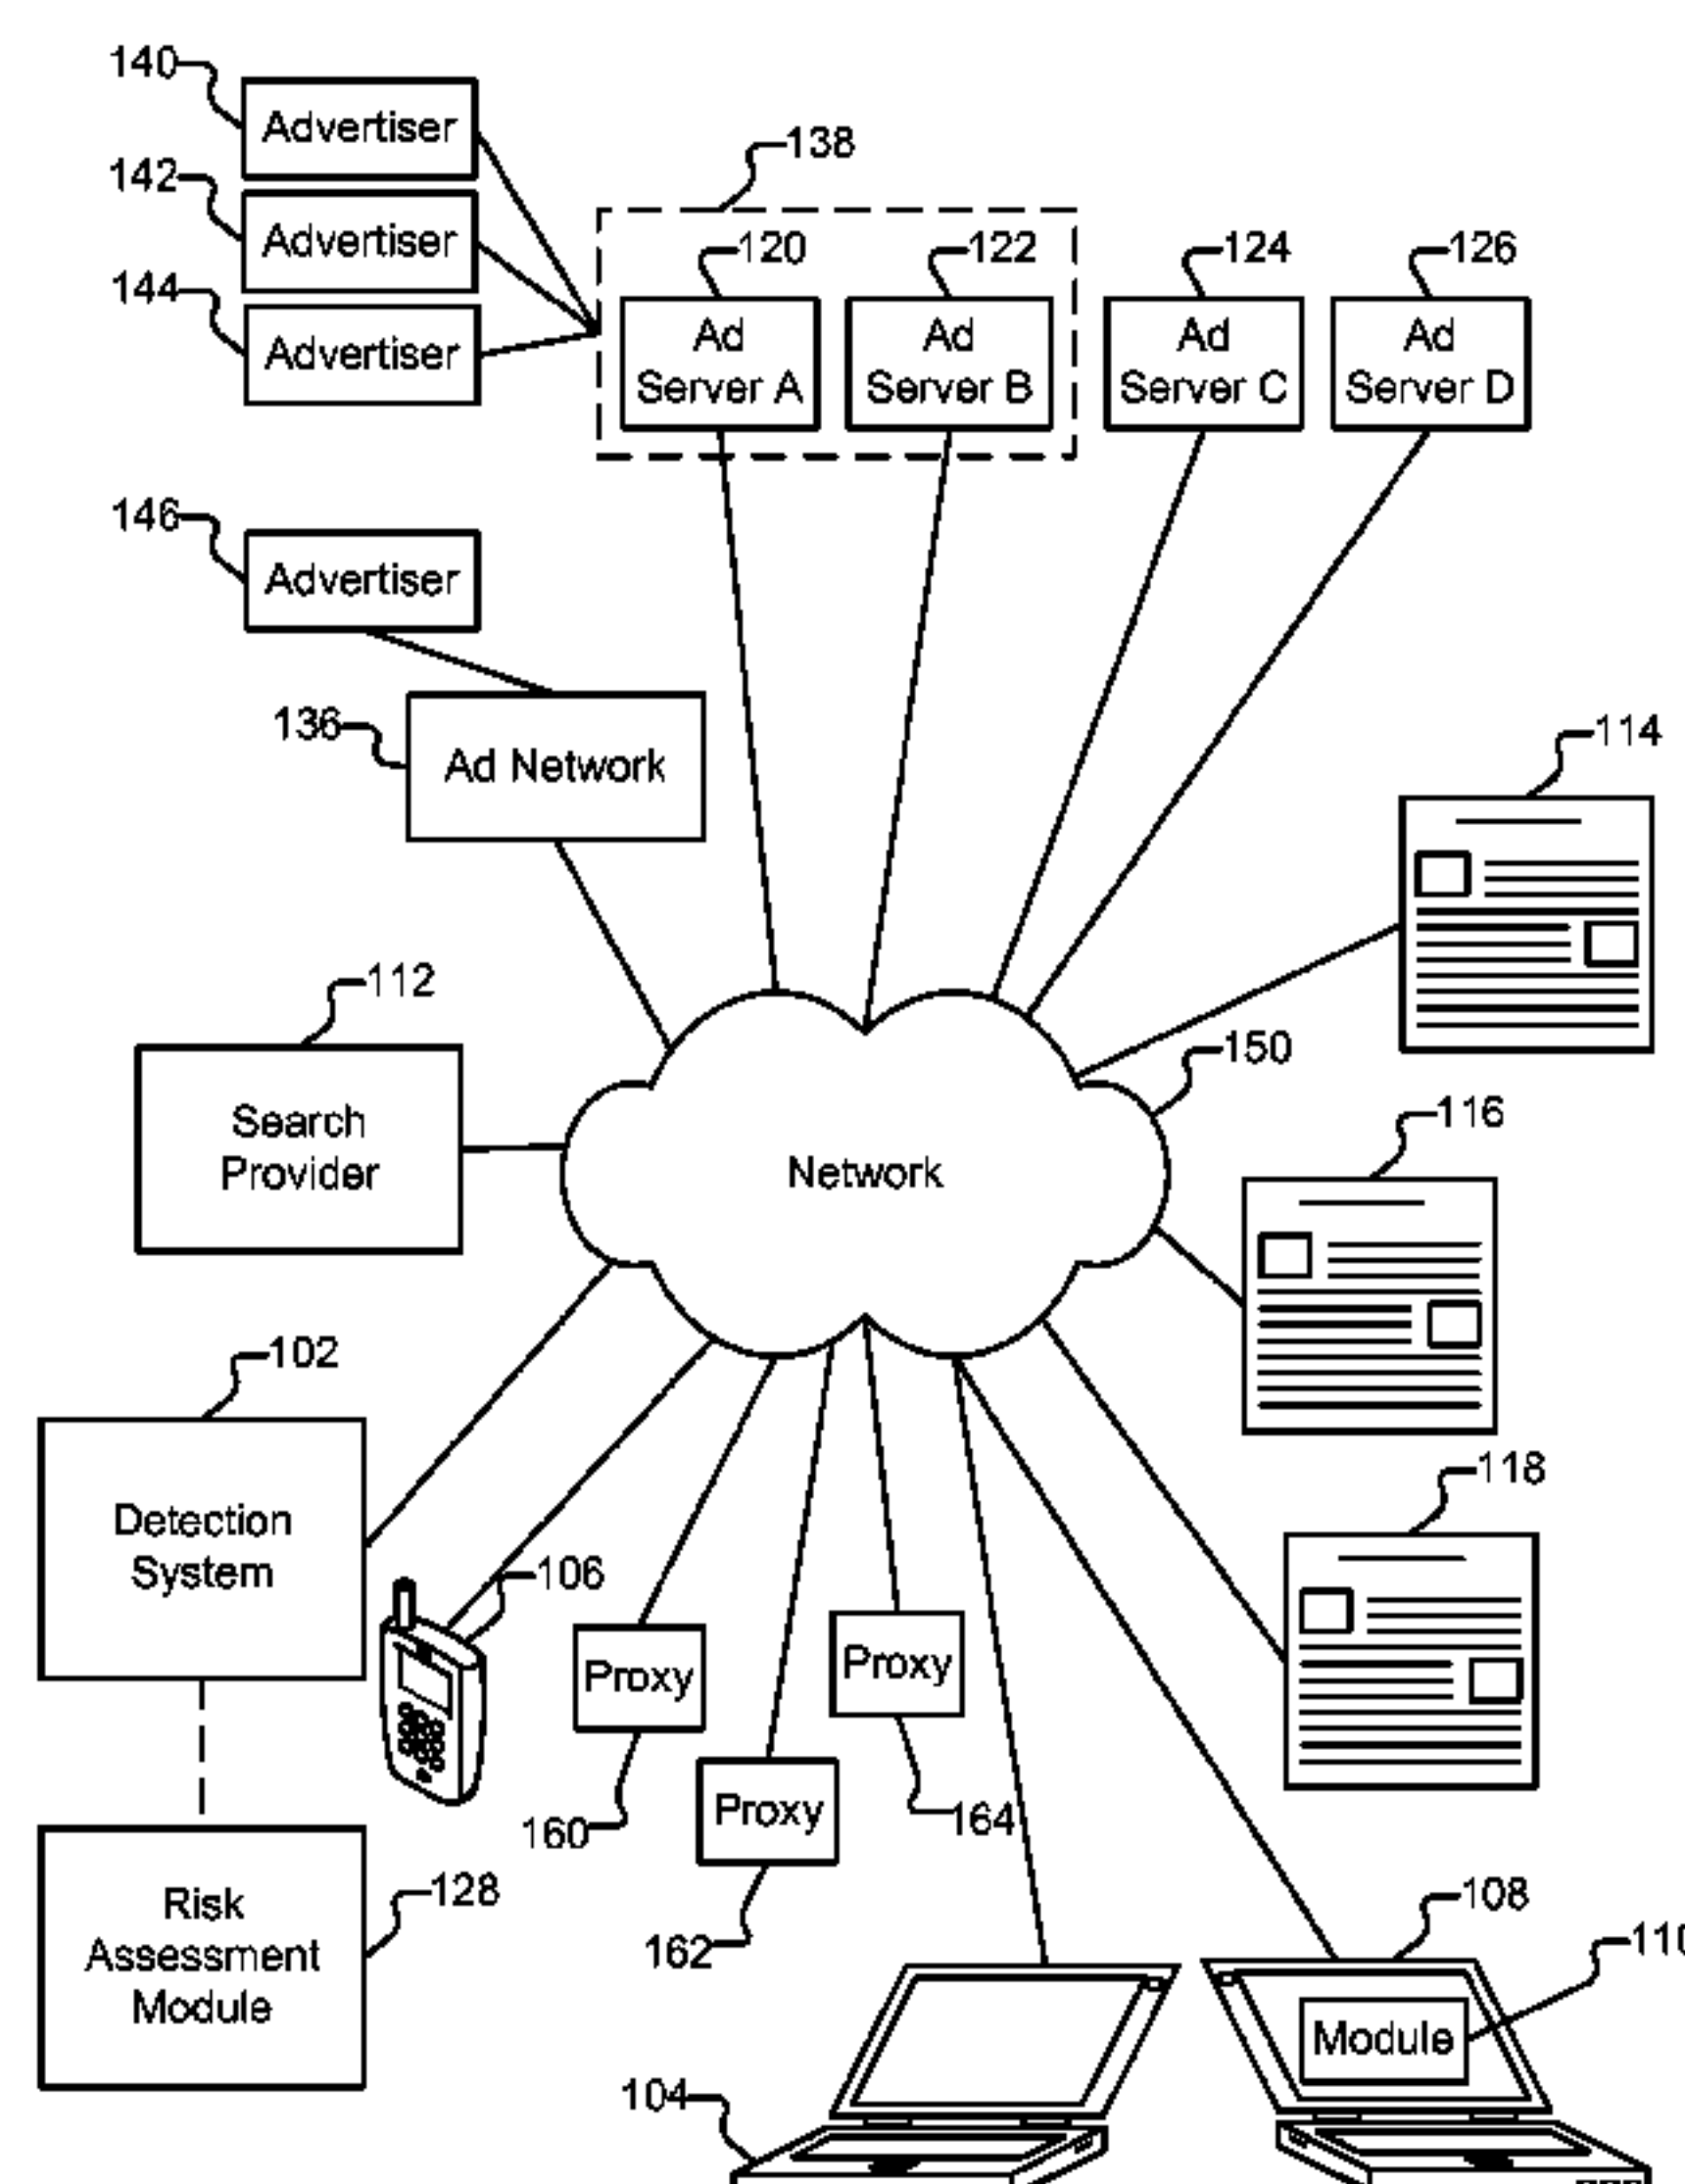 140
Advertiser
138
142
Advertiser
120
122
124
126
144
Advertiser
Ad
Server A
Ad
Server B
Ad
Server C
Ad
Server D
146
Advertiser
136
Ad Network
114
112
150
Search
Provider
Network
116
102
118
Detection
System
106
Proxy
Proxy
160
Proxy
164
162
128
Risk
Assessment
Module
108
110
Module
104